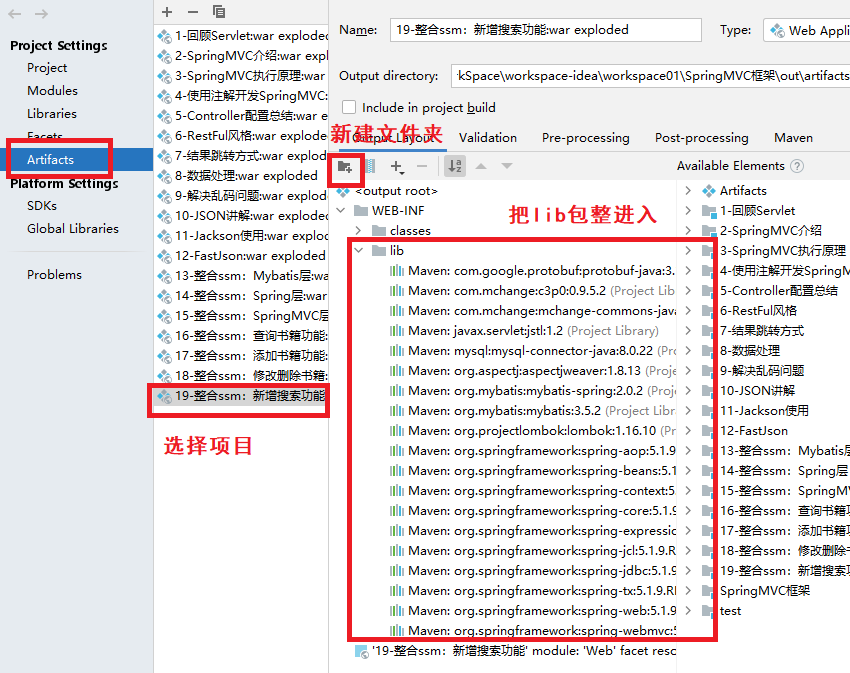 Project Settings
Project
Modules
Libraries
Facets
Artifacts
Platform Settings
SDKs
Global Libraries
Problems
1-回顾Servlet:war exploded
2-SpringMVC介绍:war expl
3-SpringMVC执行原理:war
4-使用注解开发SpringMVC:
5-Controller配置总结:war e
6-RestFul风格:war exploded
7-结果跳转方式:war explod
8-数据处理:war exploded
9-解决乱码问题:war explod
10-JSON讲解:war exploded
11-Jackson使用:war explod
12-FastJson:war exploded
13-整合ssm：Mybatis层:wa
14-整合ssm：Spring层:war
15-整合ssm：SpringMVC层
16-整合ssm：查询书籍功能:
17-整合ssm：添加书籍功能:
18-整合ssm：修改删除书籍:
19-整合ssm：新增搜索功能
选择项目
Name: 19-整合ssm：新增搜索功能:war exploded Type: Web Appli
Output directory: kSpace\workspace-idea\workspace01\SpringMVC框架\out\artifacts
Include in project build
新建文件夹
Output Layout Validation Pre-processing Post-processing Maven
Available Elements
<output root>
WEB-INF
把lib包整进入
classes
lib
Maven: com.google.protobuf:protobuf-java:3.
Maven: com.mchange:c3p0:0.9.5.2 (Project Lib
Maven: com.mchange:mchange-commons-java
Maven: javax.servlet:jstl:1.2 (Project Library)
Maven: mysql:mysql-connector-java:8.0.22 (Pro
Maven: org.aspectj:aspectjweaver:1.8.13 (Proje
Maven: org.mybatis:mybatis-spring:2.0.2 (Proje
Maven: org.mybatis:mybatis:3.5.2 (Project Libra
Maven: org.projectlombok:lombok:1.16.10 (Pr
Maven: org.springframework:spring-aop:5.1.9
Maven: org.springframework:spring-beans:5.1
Maven: org.springframework:spring-context:5.
Maven: org.springframework:spring-core:5.1.9
Maven: org.springframework:spring-expressio
Maven: org.springframework:spring-jcl:5.1.9.R
Maven: org.springframework:spring-jdbc:5.1.9
Maven: org.springframework:spring-tx:5.1.9.RE
Maven: org.springframework:spring-web:5.1.9
Maven: org.springframework:spring-webmvc:5
'19-整合ssm：新增搜索功能' module: 'Web' facet reso
Artifacts
1-回顾Servlet
2-SpringMVC介绍
3-SpringMVC执行原理
4-使用注解开发SpringM
5-Controller配置总结
6-RestFul风格
7-结果跳转方式
8-数据处理
9-解决乱码问题
10-JSON讲解
11-Jackson使用
12-FastJson
13-整合ssm：Mybatis层
14-整合ssm：Spring层
15-整合ssm：SpringMV
16-整合ssm：查询书籍功
17-整合ssm：添加书籍功
18-整合ssm：修改删除书
19-整合ssm：新增搜索功
SpringMVC框架
test